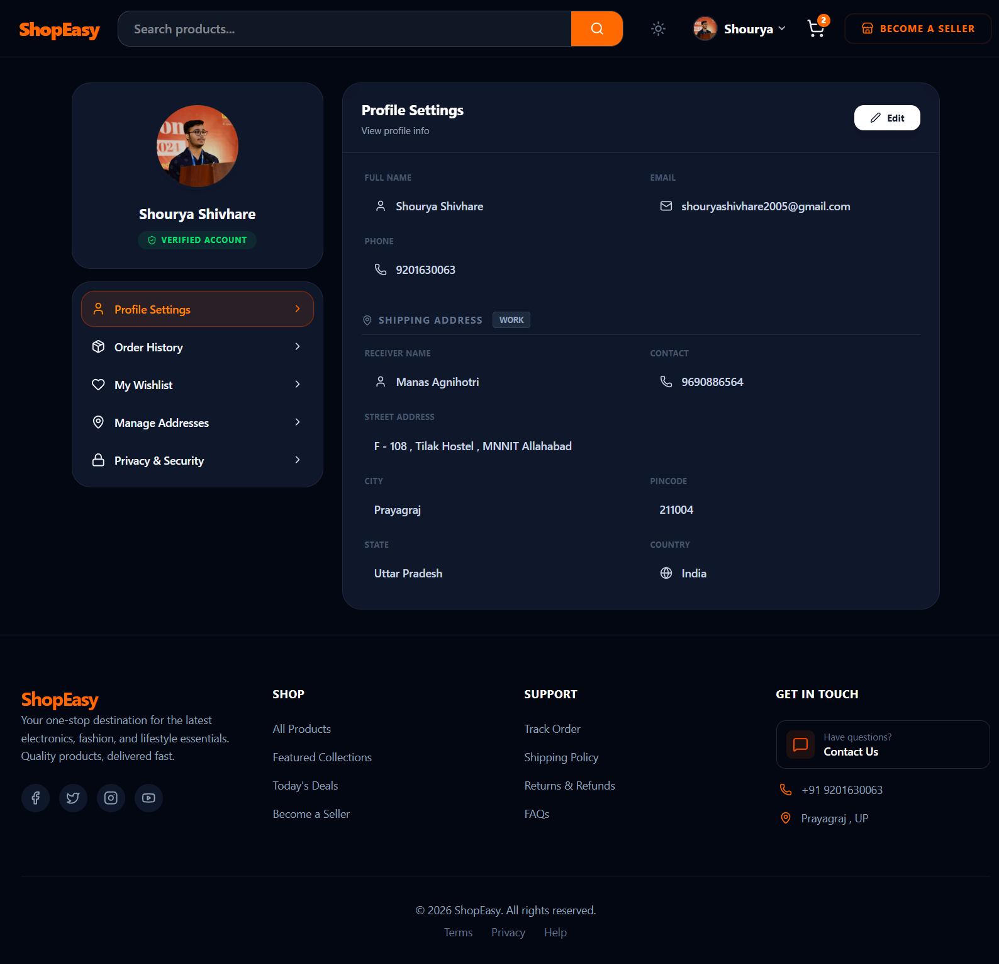 ShopEasy
Search products...
Shourya
2
BECOME A SELLER
on
2024
Shourya Shivhare
VERIFIED ACCOUNT
Profile Settings
Order History
My Wishlist
Manage Addresses
Privacy & Security
Profile Settings
View profile info
Edit
FULL NAME
Shourya Shivhare
EMAIL
shouryashivhare2005@gmail.com
PHONE
9201630063
SHIPPING ADDRESS WORK
RECEIVER NAME
Manas Agnihotri
CONTACT
9690886564
STREET ADDRESS
F - 108 , Tilak Hostel , MNNIT Allahabad
CITY
Prayagraj
PINCODE
211004
STATE
Uttar Pradesh
COUNTRY
India
ShopEasy
Your one-stop destination for the latest
electronics, fashion, and lifestyle essentials.
Quality products, delivered fast.
SHOP
All Products
Featured Collections
Today's Deals
Become a Seller
SUPPORT
Track Order
Shipping Policy
Returns & Refunds
FAQs
GET IN TOUCH
Have questions?
Contact Us
+91 9201630063
Prayagraj , UP
© 2026 ShopEasy. All rights reserved.
Terms Privacy Help